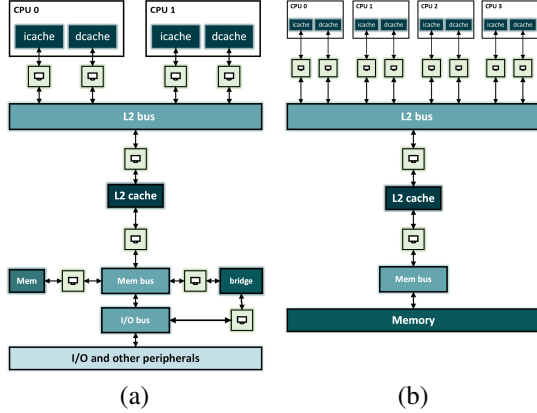 CPU 0
icache dcache
CPU 1
icache dcache
L2 bus
L2 cache
Mem
Mem bus
bridge
I/O bus
I/O and other peripherals
(a)
CPU 0
icache dcache
CPU 1
icache dcache
CPU 2
icache dcache
CPU 3
icache dcache
L2 bus
L2 cache
Mem bus
Memory
(b)